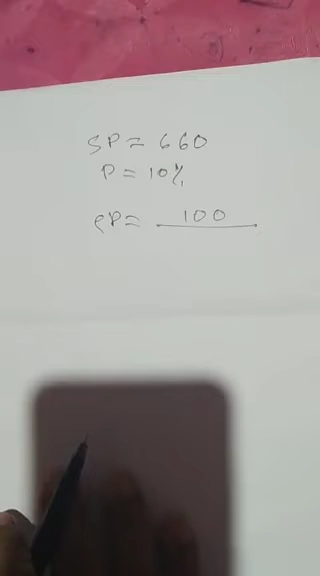 SP = 660
P = 10%
CP = 100